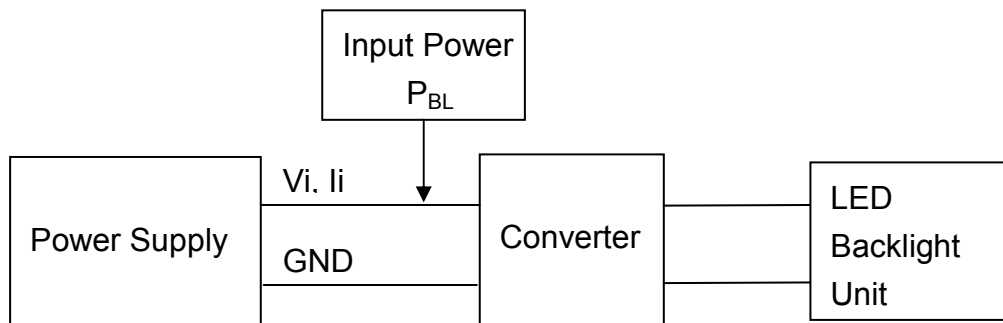 Input Power
PBL
Vi, Ii
Power Supply
GND
Converter
LED
Backlight
Unit